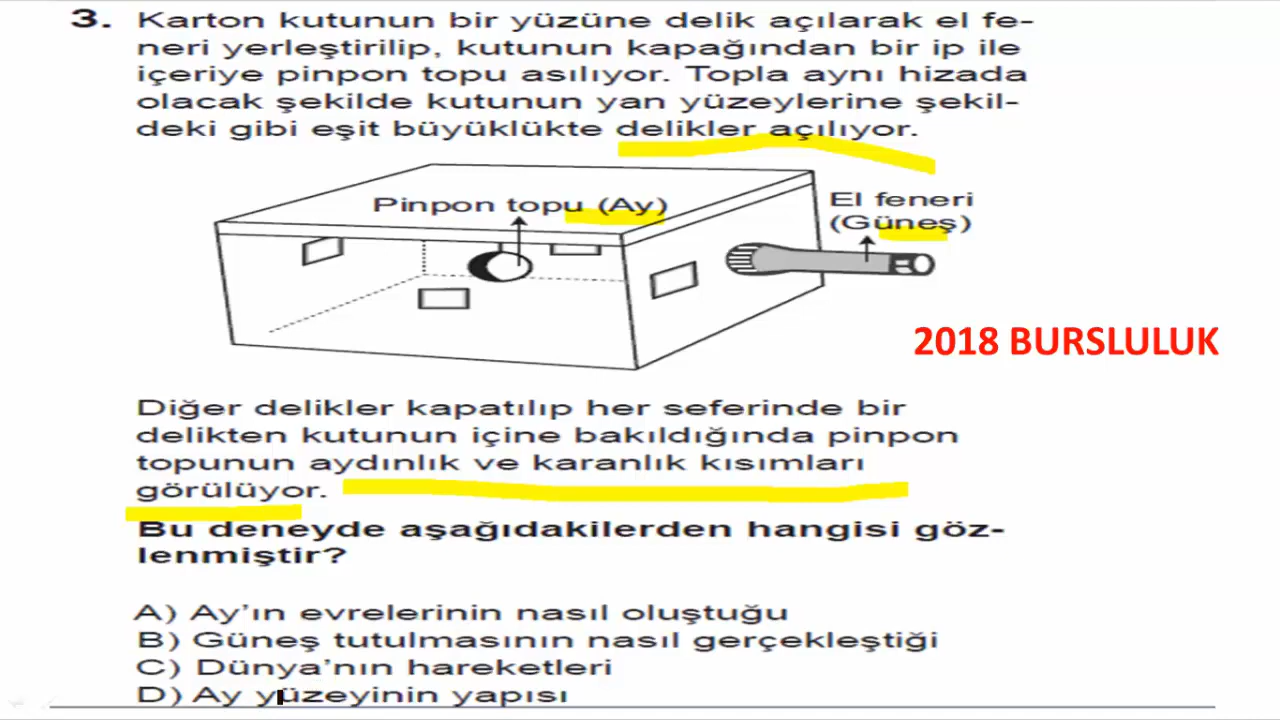 3. Karton kutunun bir yüzüne delik açılarak el fe-
neri yerleştirilip, kutunun kapağından bir ip ile
içeriye pinpon topu asılıyor. Topla aynı hizada
olacak şekilde kutunun yan yüzeylerine şekil-
deki gibi eşit büyüklükte delikler açılıyor.
Pinpon topu (Ay)
El feneri
(Güneş)
2018 BURSLULUK
Diğer delikler kapatılıp her seferinde bir
delikten kutunun içine bakıldığında pinpon
topunun aydınlık ve karanlık kısımları
görülüyor.
Bu deneyde aşağıdakilerden hangisi göz-
lenmiştir?
A) Ay'ın evrelerinin nasıl oluştuğu
B) Güneş tutulmasının nasıl gerçekleştiği
C) Dünya'nın hareketleri
D) Ay yüzeyinin yapısı